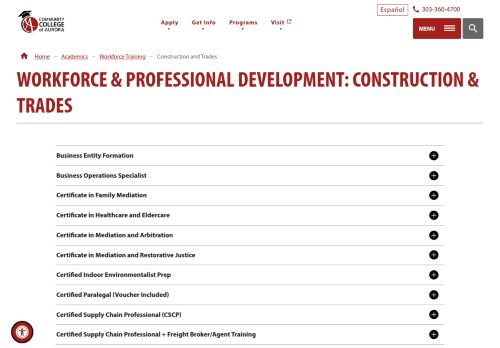 COMMUNITY
COLLEGE
of AURORA
Apply
Get Info
Programs
Visit
Español
303-360-4700
MENU
Home – Academics – Workforce Training – Construction and Trades
WORKFORCE & PROFESSIONAL DEVELOPMENT: CONSTRUCTION &
TRADES
Business Entity Formation
Business Operations Specialist
Certificate in Family Mediation
Certificate in Healthcare and Eldercare
Certificate in Mediation and Arbitration
Certificate in Mediation and Restorative Justice
Certified Indoor Environmentalist Prep
Certified Paralegal (Voucher Included)
Certified Supply Chain Professional (CSCP)
Certified Supply Chain Professional + Freight Broker/Agent Training